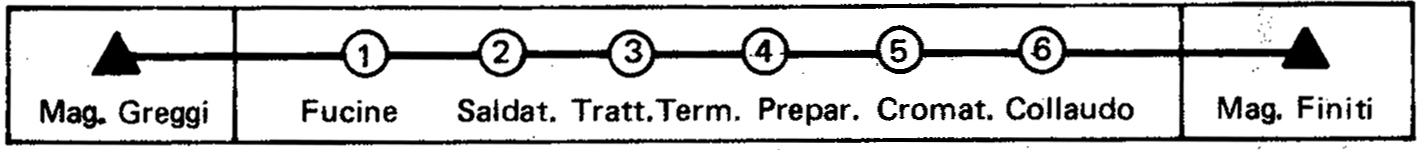 1 2 3 4 5 6
Mag. Greggi Fucine Saldat. Tratt.Term. Prepar. Cromat. Collaudo Mag. Finiti